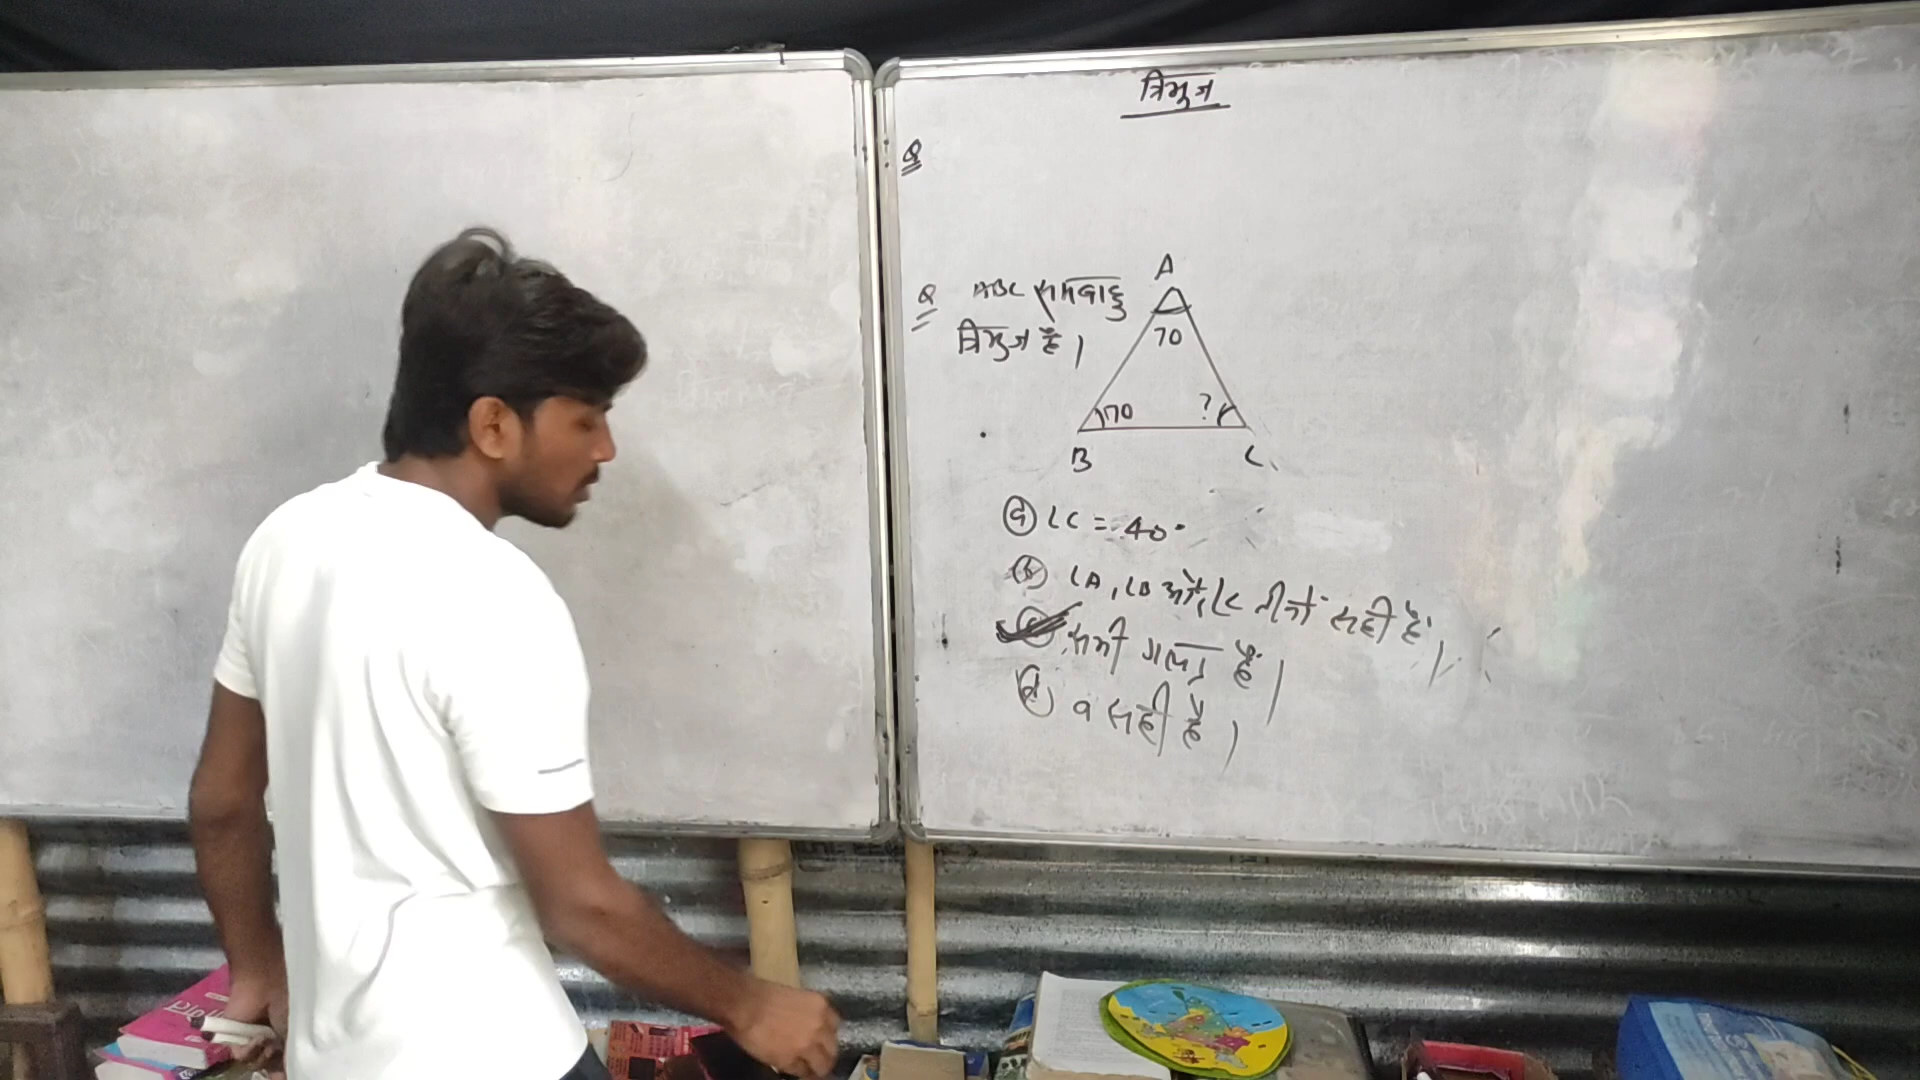 त्रिभुज
Q
Q ABC समबाहु
त्रिभुज है।
A
70
70
?
B
C
ⓐ ∠C = 40°
ⓑ ∠A, ∠B और ∠C तीनों सही हैं।
ⓒ सभी गलत हैं।
ⓓ a सही है।